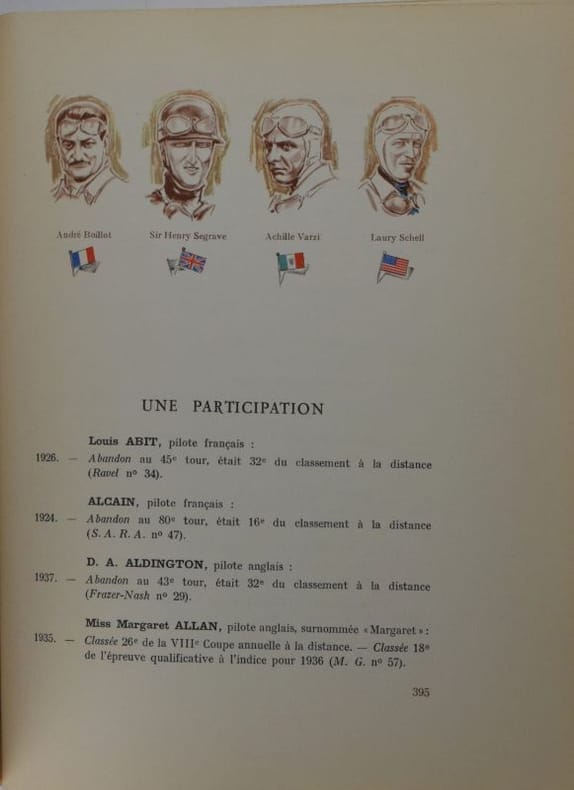 André Boillot Sir Henry Segrave Achille Varzi Laury Schell
UNE PARTICIPATION
Louis ABIT, pilote français :
1926. — Abandon au 45e tour, était 32e du classement à la distance
(Ravel nº 34).
ALCAIN, pilote français :
1924. — Abandon au 80e tour, était 16e du classement à la distance
(S. A. R. A. nº 47).
D. A. ALDINGTON, pilote anglais :
1937. — Abandon au 43e tour, était 32e du classement à la distance
(Frazer-Nash nº 29).
Miss Margaret ALLAN, pilote anglais, surnommée « Margaret » :
1935. — Classée 26e de la VIIIe Coupe annuelle à la distance. — Classée 18e
de l'épreuve qualificative à l'indice pour 1936 (M. G. nº 57).
395